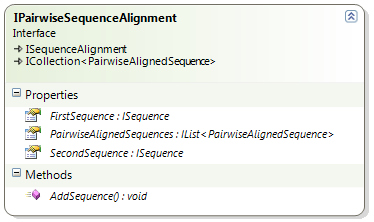 IPairwiseSequenceAlignment
Interface
ISequenceAlignment
ICollection<PairwiseAlignedSequence>
Properties
FirstSequence : ISequence
PairwiseAlignedSequences : IList<PairwiseAlignedSequence>
SecondSequence : ISequence
Methods
AddSequence() : void